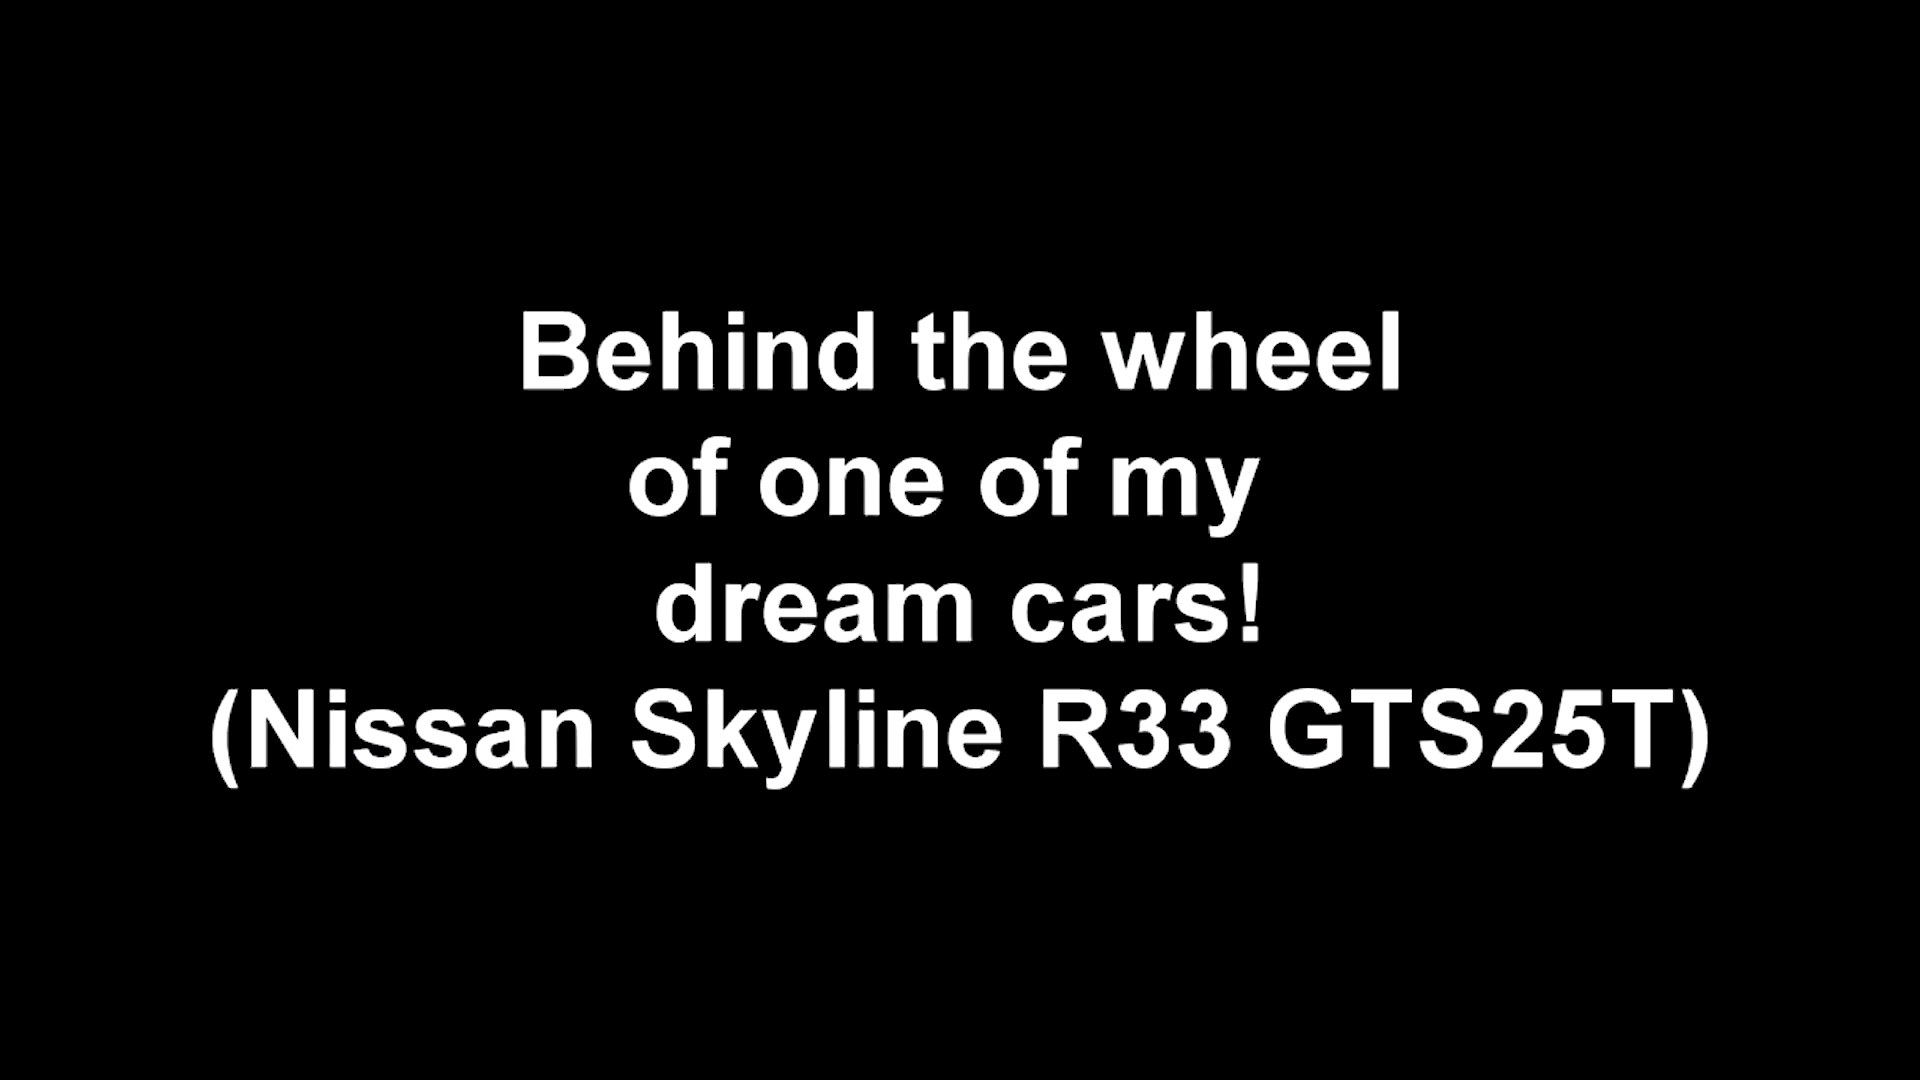 Behind the wheel
of one of my
dream cars!
(Nissan Skyline R33 GTS25T)